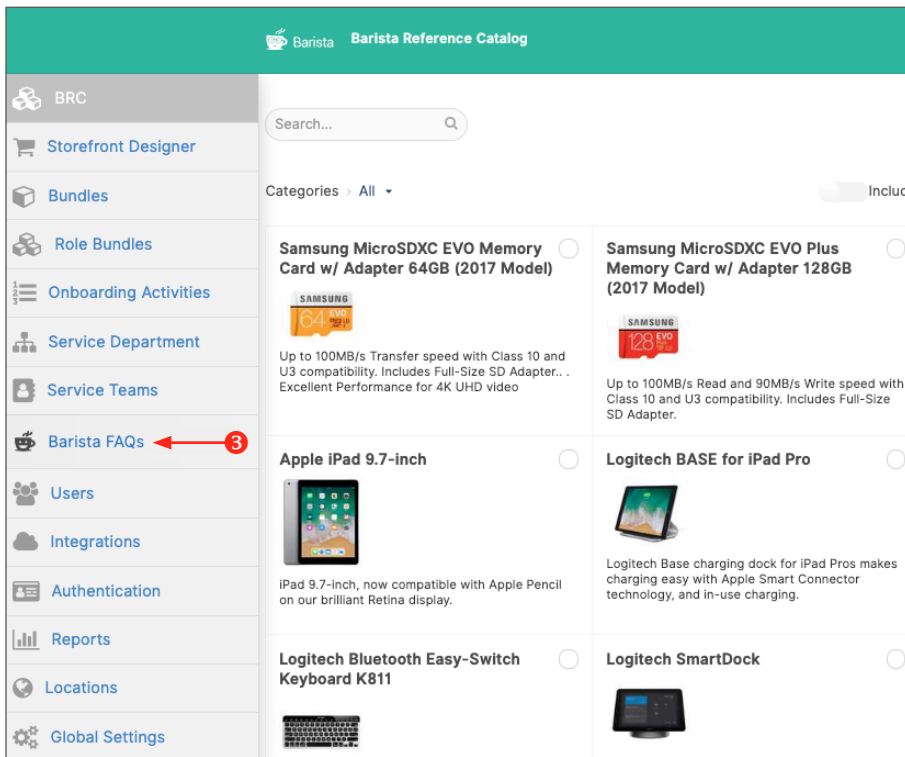 Barista Barista Reference Catalog
BRC
Storefront Designer
Bundles
Role Bundles
Onboarding Activities
Service Department
Service Teams
Barista FAQs
3
Users
Integrations
Authentication
Reports
Locations
Global Settings
Search...
Categories > All
Includ
Samsung MicroSDXC EVO Memory
Card w/ Adapter 64GB (2017 Model)
SAMSUNG
64 EVO
Up to 100MB/s Transfer speed with Class 10 and
U3 compatibility. Includes Full-Size SD Adapter.. .
Excellent Performance for 4K UHD video
Samsung MicroSDXC EVO Plus
Memory Card w/ Adapter 128GB
(2017 Model)
SAMSUNG
128 EVO
Up to 100MB/s Read and 90MB/s Write speed with
Class 10 and U3 compatibility. Includes Full-Size
SD Adapter.
Apple iPad 9.7-inch
iPad 9.7-inch, now compatible with Apple Pencil
on our brilliant Retina display.
Logitech BASE for iPad Pro
Logitech Base charging dock for iPad Pros makes
charging easy with Apple Smart Connector
technology, and in-use charging.
Logitech Bluetooth Easy-Switch
Keyboard K811
Logitech SmartDock